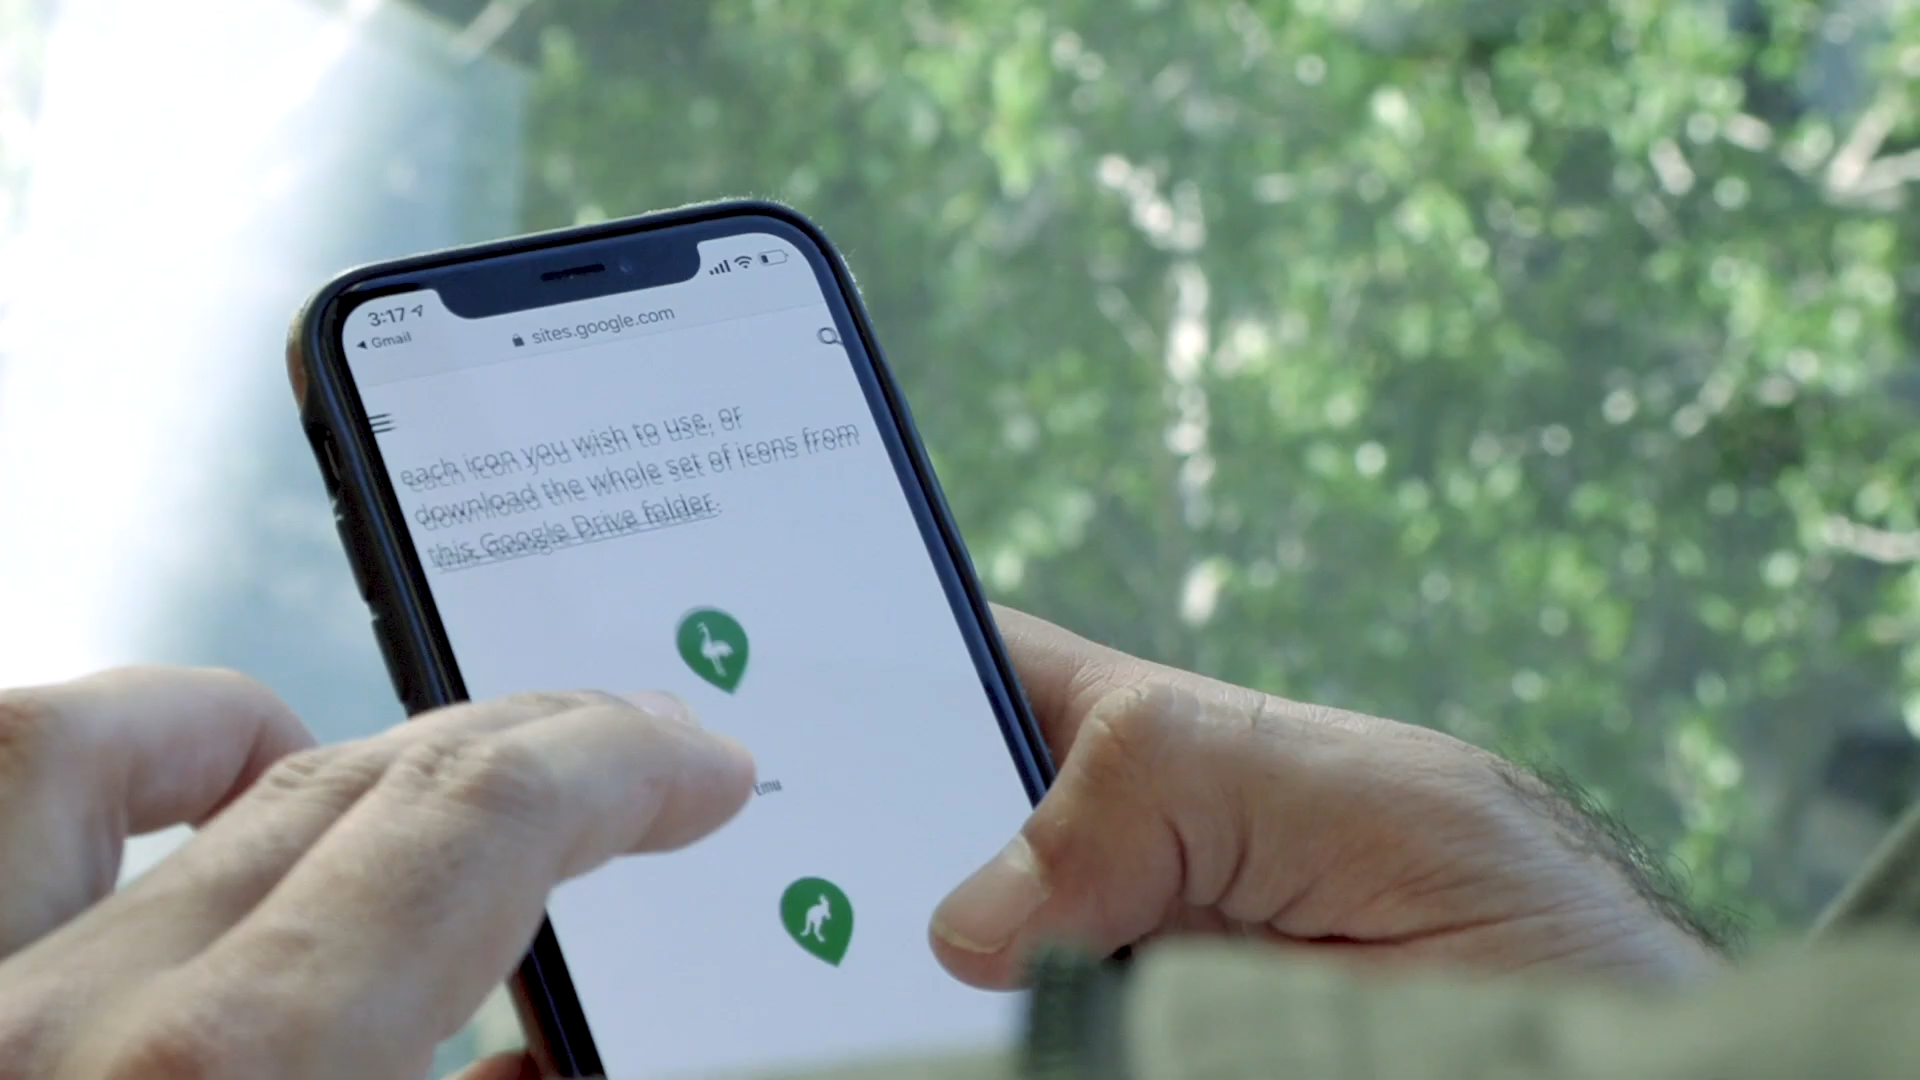 3:17
Gmail
sites.google.com
each icon you wish to use, or
download the whole set of icons from
this Google Drive folder.
Emu